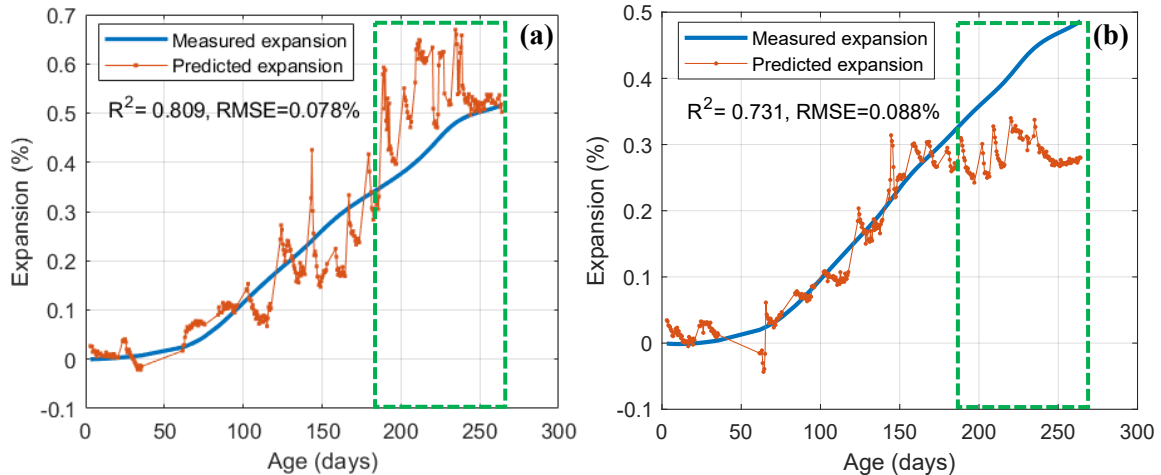 (a)
Measured expansion
Predicted expansion
R²= 0.809, RMSE=0.078%
Expansion (%)
0.7
0.6
0.5
0.4
0.3
0.2
0.1
0
-0.1
0 50 100 150 200 250 300
Age (days)
(b)
Measured expansion
Predicted expansion
R²= 0.731, RMSE=0.088%
Expansion (%)
0.5
0.4
0.3
0.2
0.1
0
-0.1
0 50 100 150 200 250 300
Age (days)